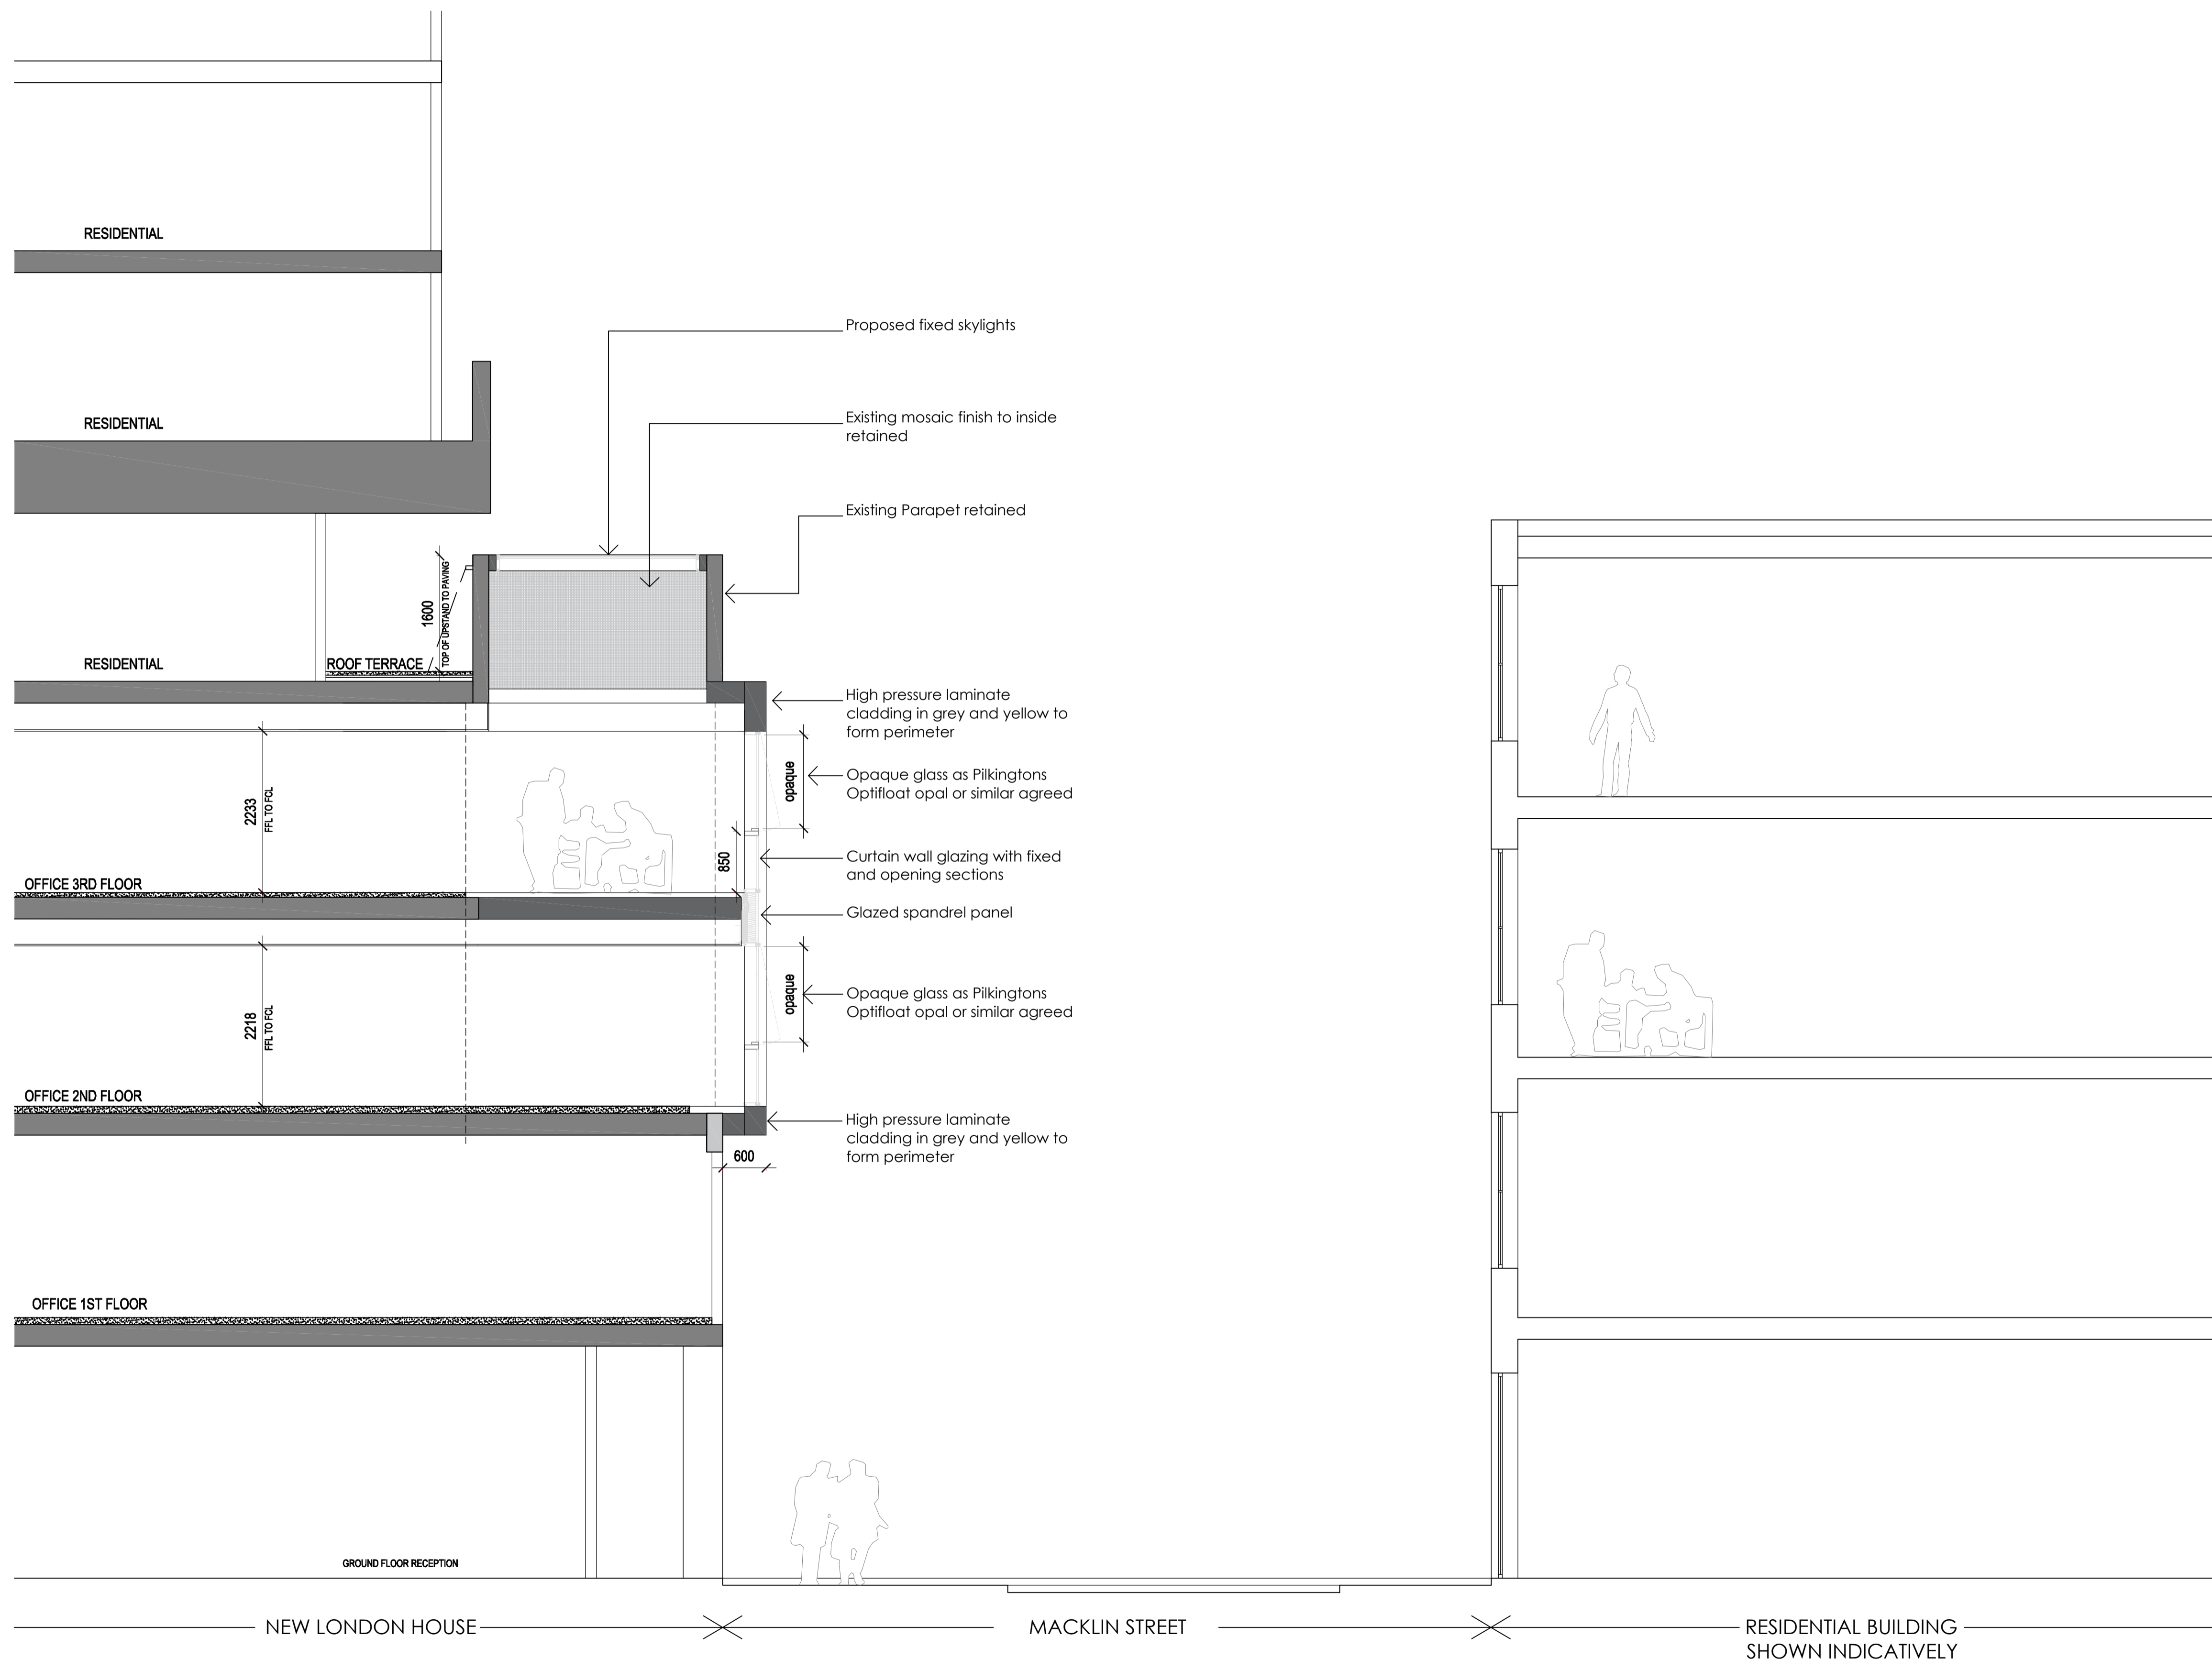 RESIDENTIAL
Proposed fixed skylights
RESIDENTIAL
Existing mosaic finish to inside
retained
Existing Parapet retained
1600
TOP OF UPSTAND TO PAVING
RESIDENTIAL
ROOF TERRACE
High pressure laminate
cladding in grey and yellow to
form perimeter
opaque
Opaque glass as Pilkingtons
Optifloat opal or similar agreed
2233
FFL TO FCL
850
Curtain wall glazing with fixed
and opening sections
OFFICE 3RD FLOOR
Glazed spandrel panel
opaque
Opaque glass as Pilkingtons
Optifloat opal or similar agreed
2218
FFL TO FCL
OFFICE 2ND FLOOR
High pressure laminate
cladding in grey and yellow to
form perimeter
600
OFFICE 1ST FLOOR
GROUND FLOOR RECEPTION
NEW LONDON HOUSE
MACKLIN STREET
RESIDENTIAL BUILDING
SHOWN INDICATIVELY